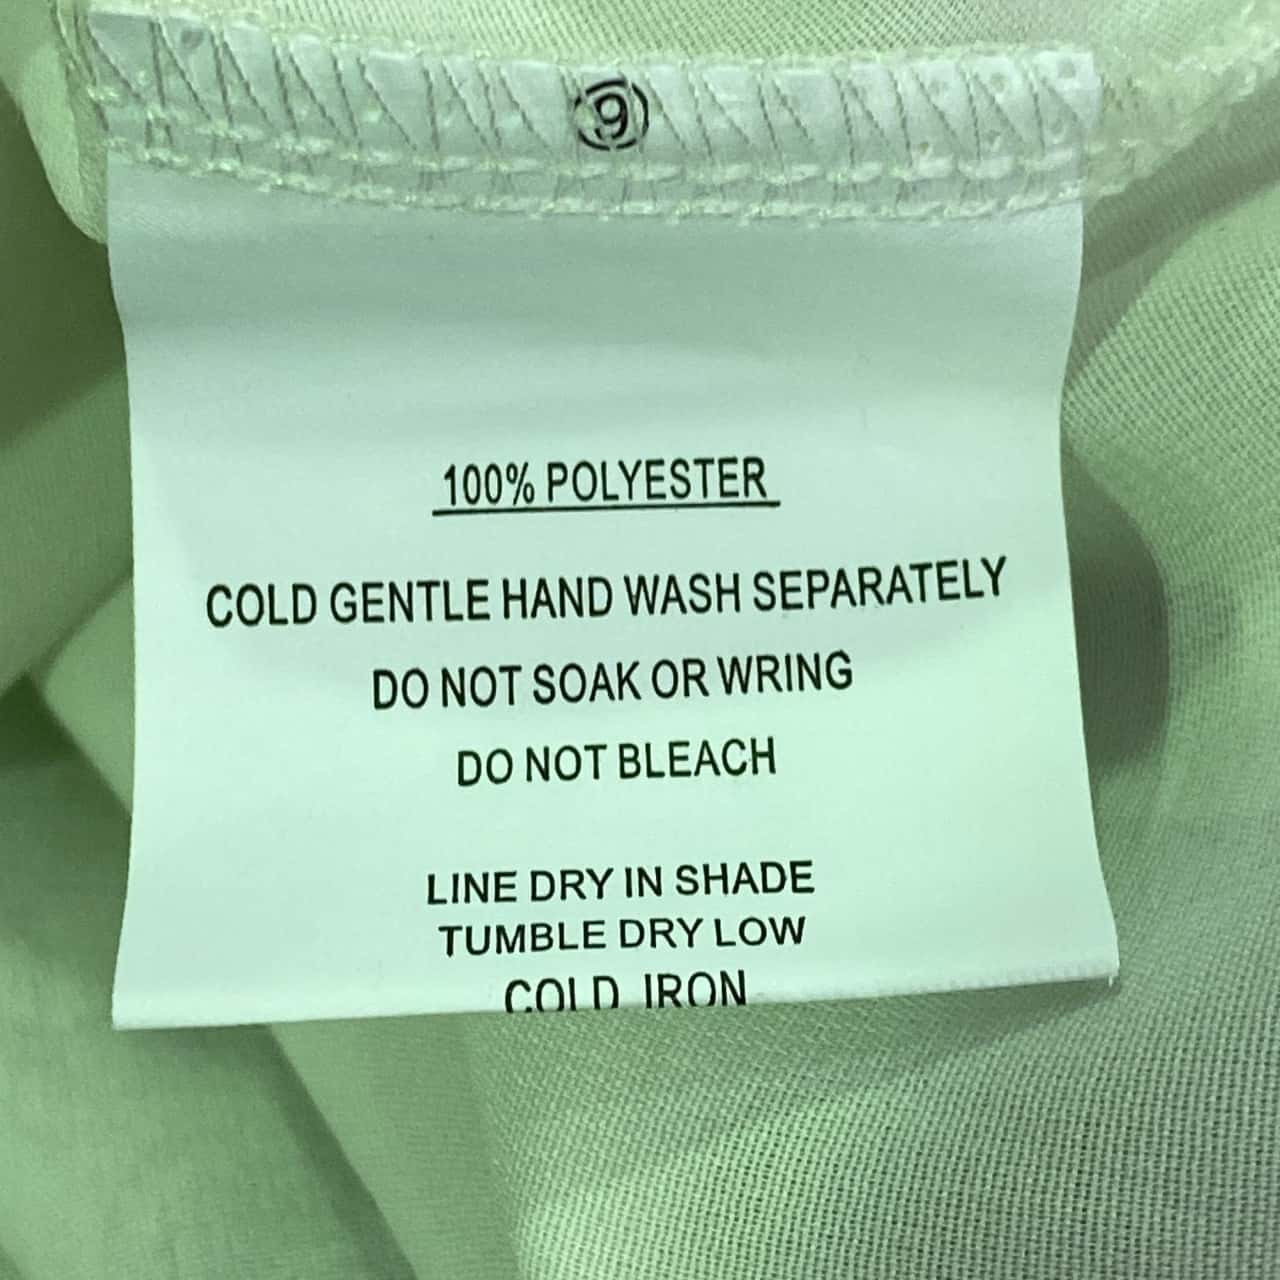 9
100% POLYESTER
COLD GENTLE HAND WASH SEPARATELY
DO NOT SOAK OR WRING
DO NOT BLEACH
LINE DRY IN SHADE
TUMBLE DRY LOW
COLD IRON